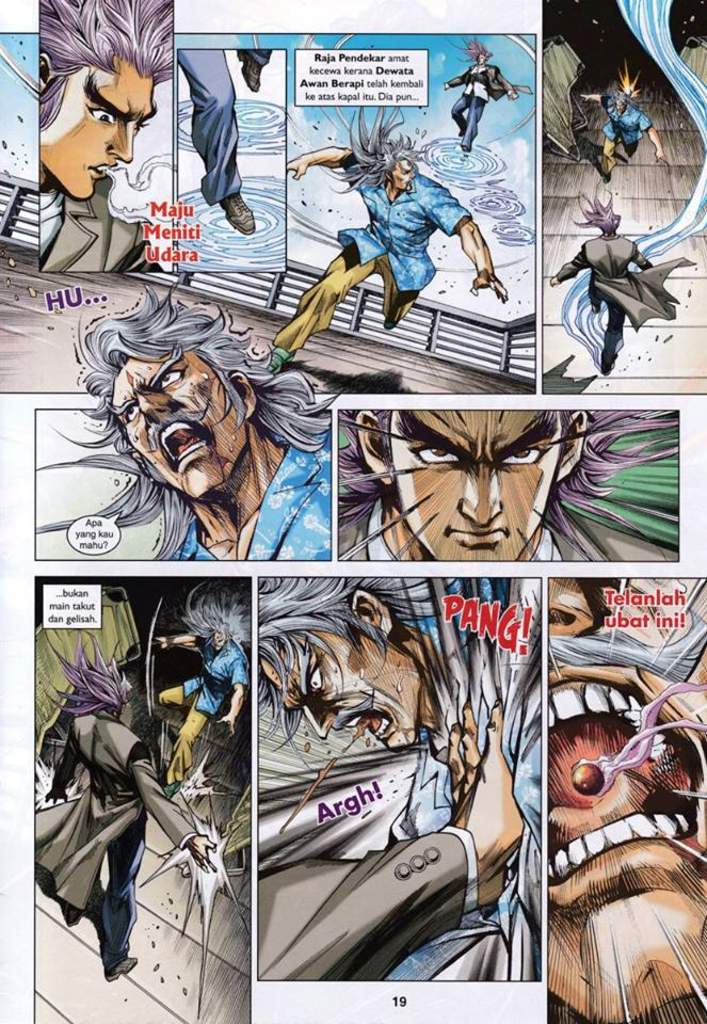 Raja Pendekar amat
kecewa kerana Dewata
Awan Berapi telah kembali
ke atas kapal itu. Dia pun...
Maju
Meniti
Udara
HU...
Apa
yang kau
mahu?
...bukan
main takut
dan gelisah.
PANG!
Argh!
Telanlah
ubat ini!
19